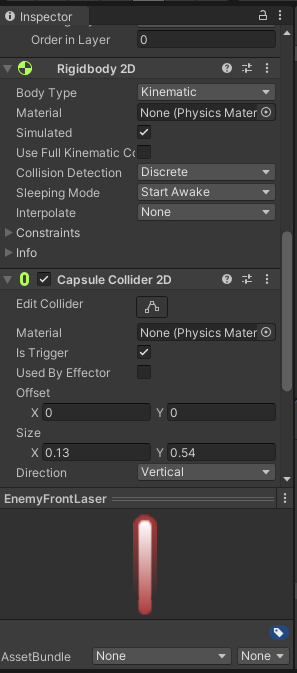 Inspector
Order in Layer 0
Rigidbody 2D
Body Type Kinematic
Material None (Physics Mater
Simulated
Use Full Kinematic Co
Collision Detection Discrete
Sleeping Mode Start Awake
Interpolate None
Constraints
Info
Capsule Collider 2D
Edit Collider
Material None (Physics Mater
Is Trigger
Used By Effector
Offset
X 0 Y 0
Size
X 0.13 Y 0.54
Direction Vertical
EnemyFrontLaser
AssetBundle None None